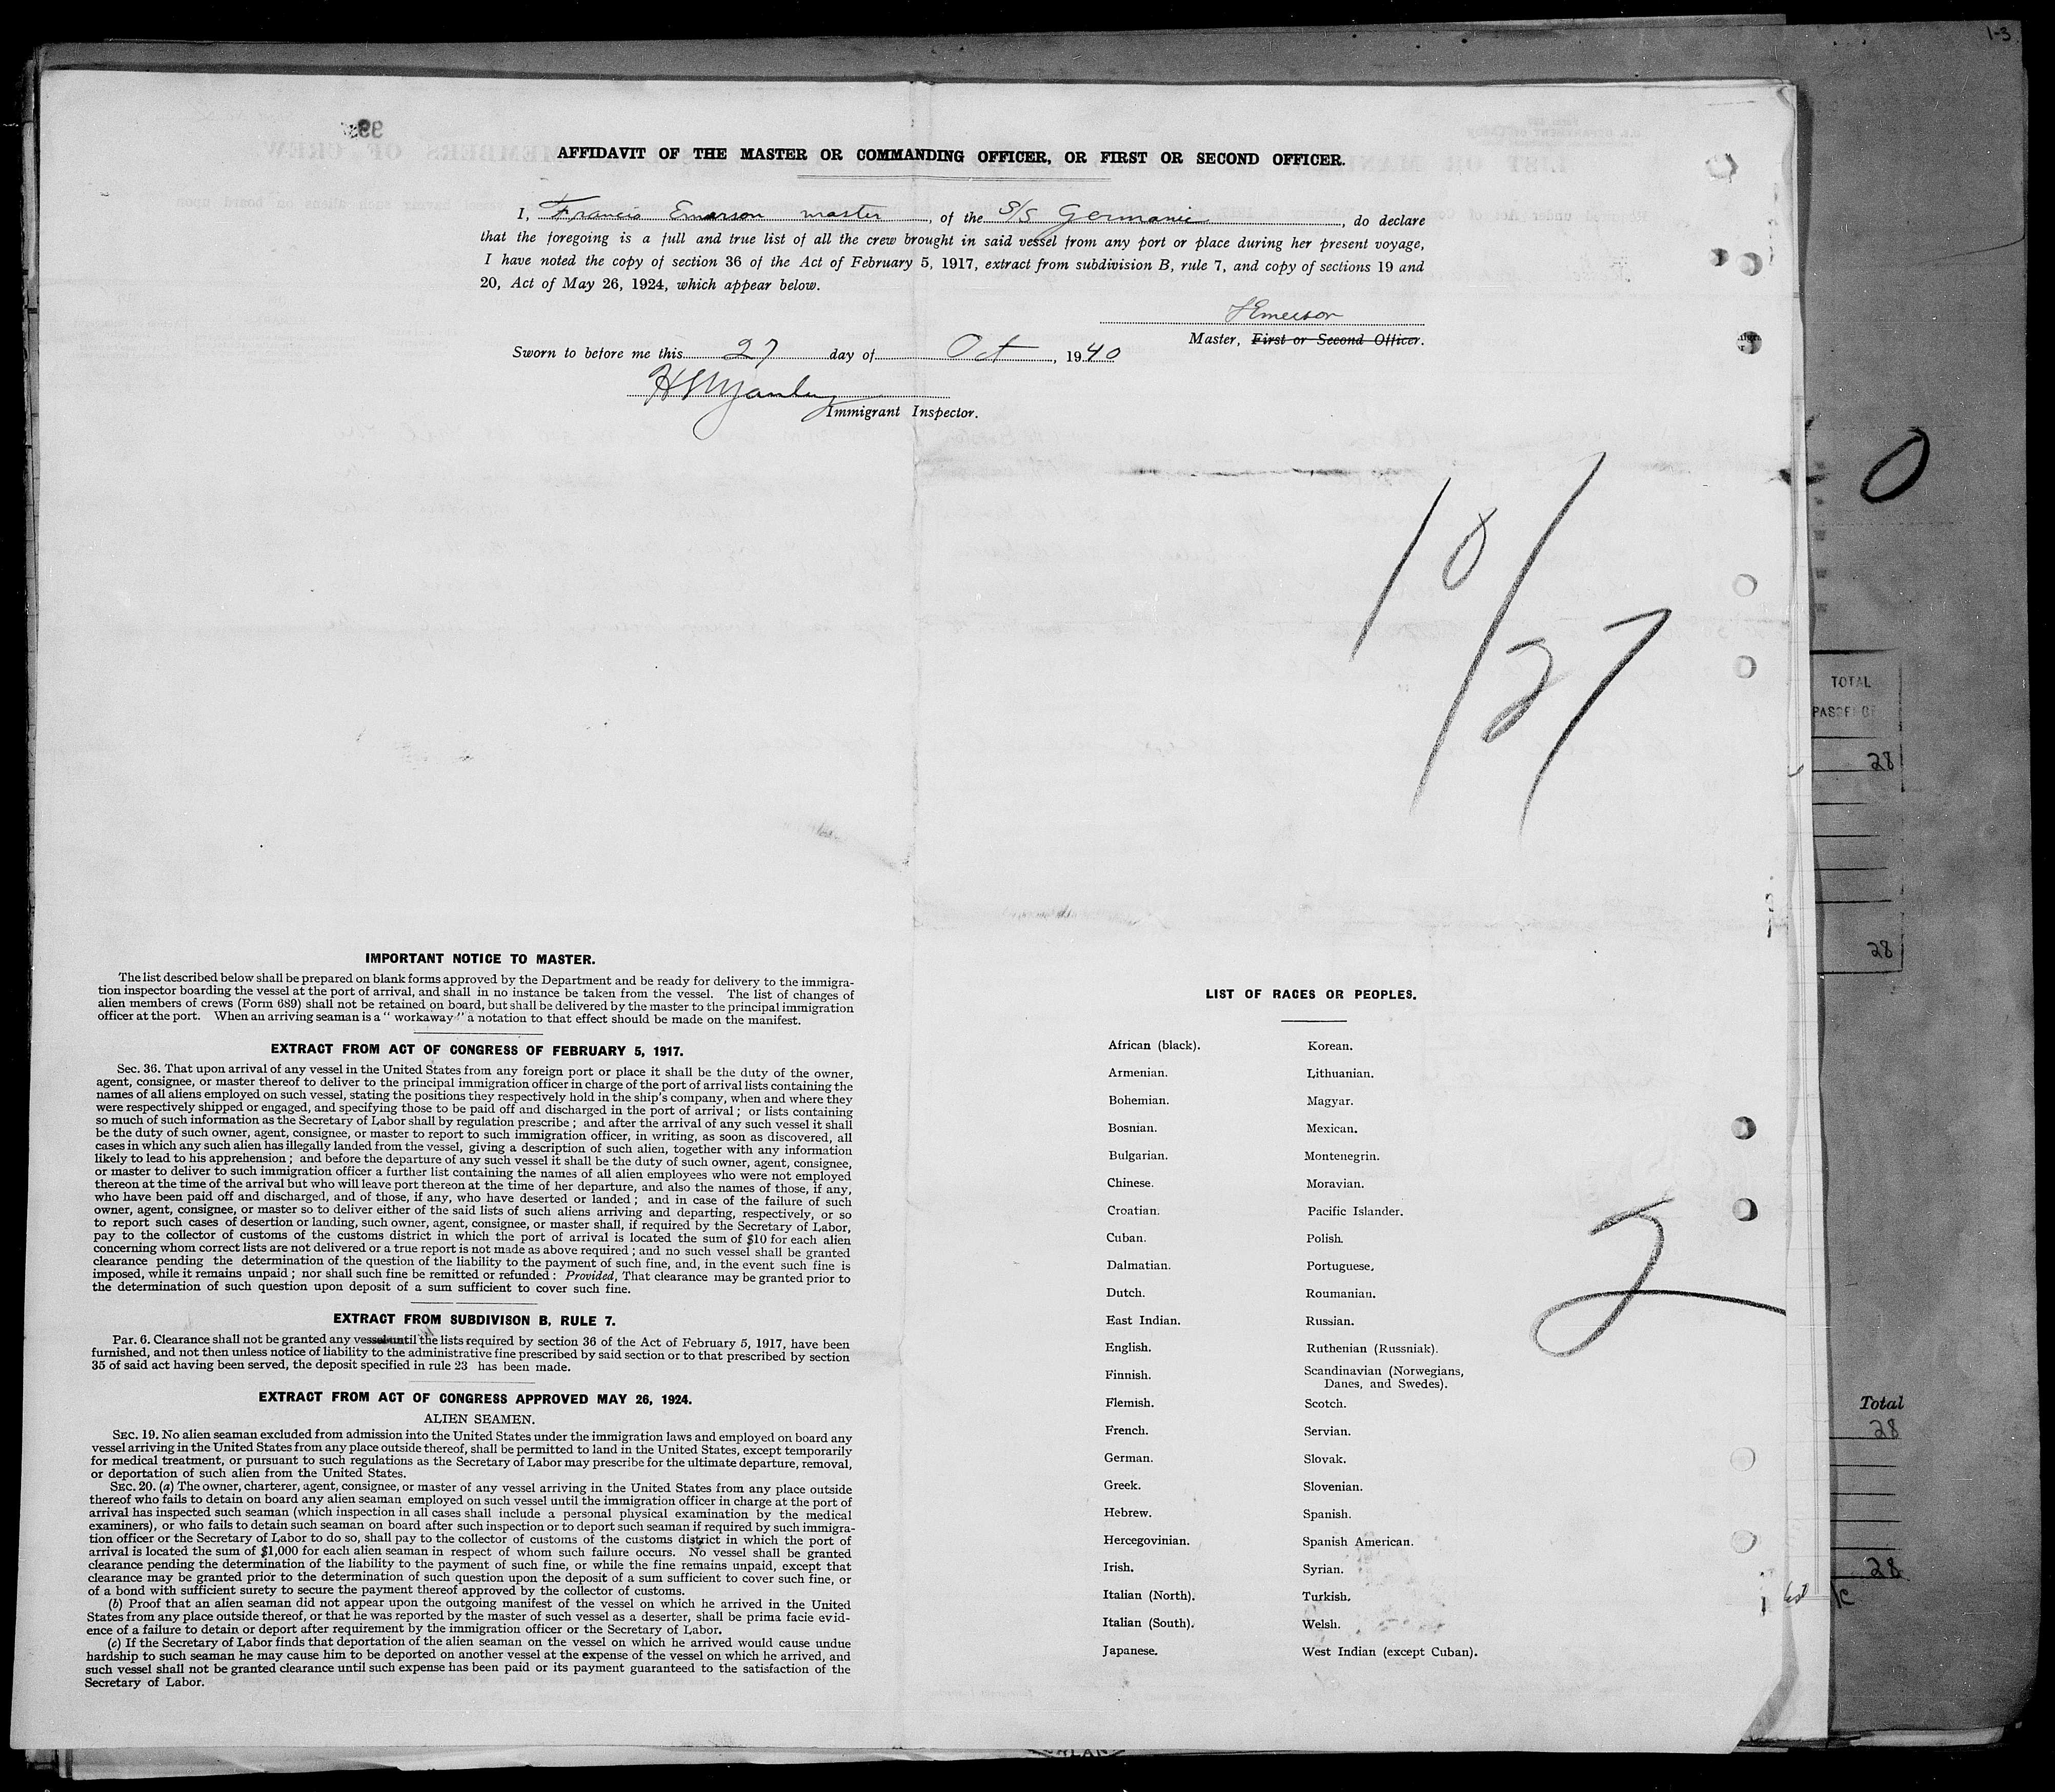 1-3
AFFIDAVIT OF THE MASTER OR COMMANDING OFFICER, OR FIRST OR SECOND OFFICER.
I, Francis Emerson master, of the S/S Germanic, do declare
that the foregoing is a full and true list of all the crew brought in said vessel from any port or place during her present voyage,
I have noted the copy of section 36 of the Act of February 5, 1917, extract from subdivision B, rule 7, and copy of sections 19 and
20, Act of May 26, 1924, which appear below.
FEmerson
Master, First or Second Officer.
Sworn to before me this 27 day of Oct, 1940
Immigrant Inspector.
10/27
0
TOTAL
28
28
IMPORTANT NOTICE TO MASTER.
The list described below shall be prepared on blank forms approved by the Department and be ready for delivery to the immigra-
tion inspector boarding the vessel at the port of arrival, and shall in no instance be taken from the vessel. The list of changes of
alien members of crews (Form 689) shall not be retained on board, but shall be delivered by the master to the principal immigration
officer at the port. When an arriving seaman is a "workaway" a notation to that effect should be made on the manifest.
EXTRACT FROM ACT OF CONGRESS OF FEBRUARY 5, 1917.
Sec. 36. That upon arrival of any vessel in the United States from any foreign port or place it shall be the duty of the owner,
agent, consignee, or master thereof to deliver to the principal immigration officer in charge of the port of arrival lists containing the
names of all aliens employed on such vessel, stating the positions they respectively hold in the ship's company, when and where they
were respectively shipped or engaged, and specifying those to be paid off and discharged in the port of arrival; or lists containing
so much of such information as the Secretary of Labor shall by regulation prescribe; and after the arrival of any such vessel it shall
be the duty of such owner, agent, consignee, or master to report to such immigration officer, in writing, as soon as discovered, all
cases in which any such alien has illegally landed from the vessel, giving a description of such alien, together with any information
likely to lead to his apprehension; and before the departure of any such vessel it shall be the duty of such owner, agent, consignee,
or master to deliver to such immigration officer a further list containing the names of all alien employees who were not employed
thereon at the time of the arrival but who will leave port thereon at the time of her departure, and also the names of those, if any,
who have been paid off and discharged, and of those, if any, who have deserted or landed; and in case of the failure of such
owner, agent, consignee, or master so to deliver either of the said lists of such aliens arriving and departing, respectively, or so
to report such cases of desertion or landing, such owner, agent, consignee, or master shall, if required by the Secretary of Labor,
pay to the collector of customs of the customs district in which the port of arrival is located the sum of $10 for each alien
concerning whom correct lists are not delivered or a true report is not made as above required; and no such vessel shall be granted
clearance pending the determination of the question of the liability to the payment of such fine, and, in the event such fine is
imposed, while it remains unpaid; nor shall such fine be remitted or refunded: Provided, That clearance may be granted prior to
the determination of such question upon deposit of a sum sufficient to cover such fine.
EXTRACT FROM SUBDIVISON B, RULE 7.
Par. 6. Clearance shall not be granted any vessel until the lists required by section 36 of the Act of February 5, 1917, have been
furnished, and not then unless notice of liability to the administrative fine prescribed by said section or to that prescribed by section
35 of said act having been served, the deposit specified in rule 23 has been made.
EXTRACT FROM ACT OF CONGRESS APPROVED MAY 26, 1924.
ALIEN SEAMEN.
SEC. 19. No alien seaman excluded from admission into the United States under the immigration laws and employed on board any
vessel arriving in the United States from any place outside thereof, shall be permitted to land in the United States, except temporarily
for medical treatment, or pursuant to such regulations as the Secretary of Labor may prescribe for the ultimate departure, removal,
or deportation of such alien from the United States.
SEC. 20. (a) The owner, charterer, agent, consignee, or master of any vessel arriving in the United States from any place outside
thereof who fails to detain on board any alien seaman employed on such vessel until the immigration officer in charge at the port of
arrival has inspected such seaman (which inspection in all cases shall include a personal physical examination by the medical
examiners), or who fails to detain such seaman on board after such inspection or to deport such seaman if required by such immigra-
tion officer or the Secretary of Labor to do so, shall pay to the collector of customs of the customs district in which the port of
arrival is located the sum of $1,000 for each alien seaman in respect of whom such failure occurs. No vessel shall be granted
clearance pending the determination of the liability to the payment of such fine, or while the fine remains unpaid, except that
clearance may be granted prior to the determination of such question upon the deposit of a sum sufficient to cover such fine, or
of a bond with sufficient surety to secure the payment thereof approved by the collector of customs.
(b) Proof that an alien seaman did not appear upon the outgoing manifest of the vessel on which he arrived in the United
States from any place outside thereof, or that he was reported by the master of such vessel as a deserter, shall be prima facie evid-
ence of a failure to detain or deport after requirement by the immigration officer or the Secretary of Labor.
(c) If the Secretary of Labor finds that deportation of the alien seaman on the vessel on which he arrived would cause undue
hardship to such seaman he may cause him to be deported on another vessel at the expense of the vessel on which he arrived, and
such vessel shall not be granted clearance until such expense has been paid or its payment guaranteed to the satisfaction of the
Secretary of Labor.
LIST OF RACES OR PEOPLES.
African (black).
Armenian.
Bohemian.
Bosnian.
Bulgarian.
Chinese.
Croatian.
Cuban.
Dalmatian.
Dutch.
East Indian.
English.
Finnish.
Flemish.
French.
German.
Greek.
Hebrew.
Hercegovinian.
Irish.
Italian (North).
Italian (South).
Japanese.
Korean.
Lithuanian.
Magyar.
Mexican.
Montenegrin.
Moravian.
Pacific Islander.
Polish.
Portuguese.
Roumanian.
Russian.
Ruthenian (Russniak).
Scandinavian (Norwegians,
Danes, and Swedes).
Scotch.
Servian.
Slovak.
Slovenian.
Spanish.
Spanish American.
Syrian.
Turkish.
Welsh.
West Indian (except Cuban).
2
Total
28
28